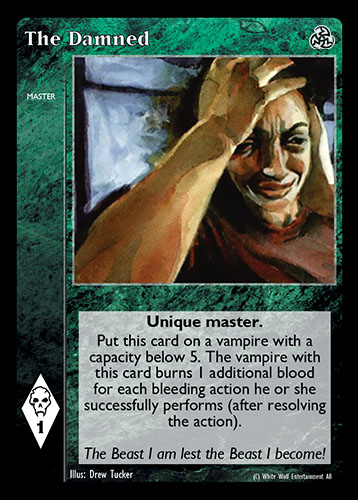 The Damned
MASTER
Unique master.
Put this card on a vampire with a
capacity below 5. The vampire with
this card burns 1 additional blood
for each bleeding action he or she
successfully performs (after resolving
the action).
The Beast I am lest the Beast I become!
1
Illus: Drew Tucker
(C) White Wolf Entertainment AB